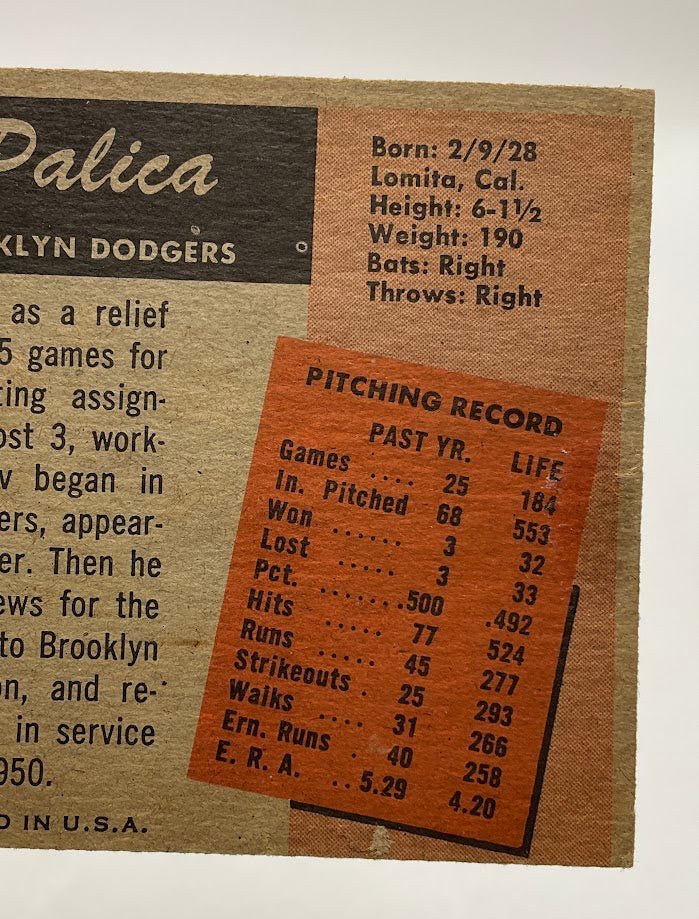 Palica
KLYN DODGERS
as a relief
5 games for
ting assign-
ost 3, work-
v began in
ers, appear-
er. Then he
ews for the
to Brooklyn
on, and re-
in service
950.
D IN U.S.A.
Born: 2/9/28
Lomita, Cal.
Height: 6-1½
Weight: 190
Bats: Right
Throws: Right
PITCHING RECORD
PAST YR. LIFE
Games .... 25 184
In. Pitched 68 553
Won ...... 3 32
Lost ..... 3 33
Pct. .......500 .492
Hits ..... 77 524
Runs ..... 45 277
Strikeouts . 25 293
Walks .... 31 266
Ern. Runs . 40 258
E. R. A. ..5.29 4.20